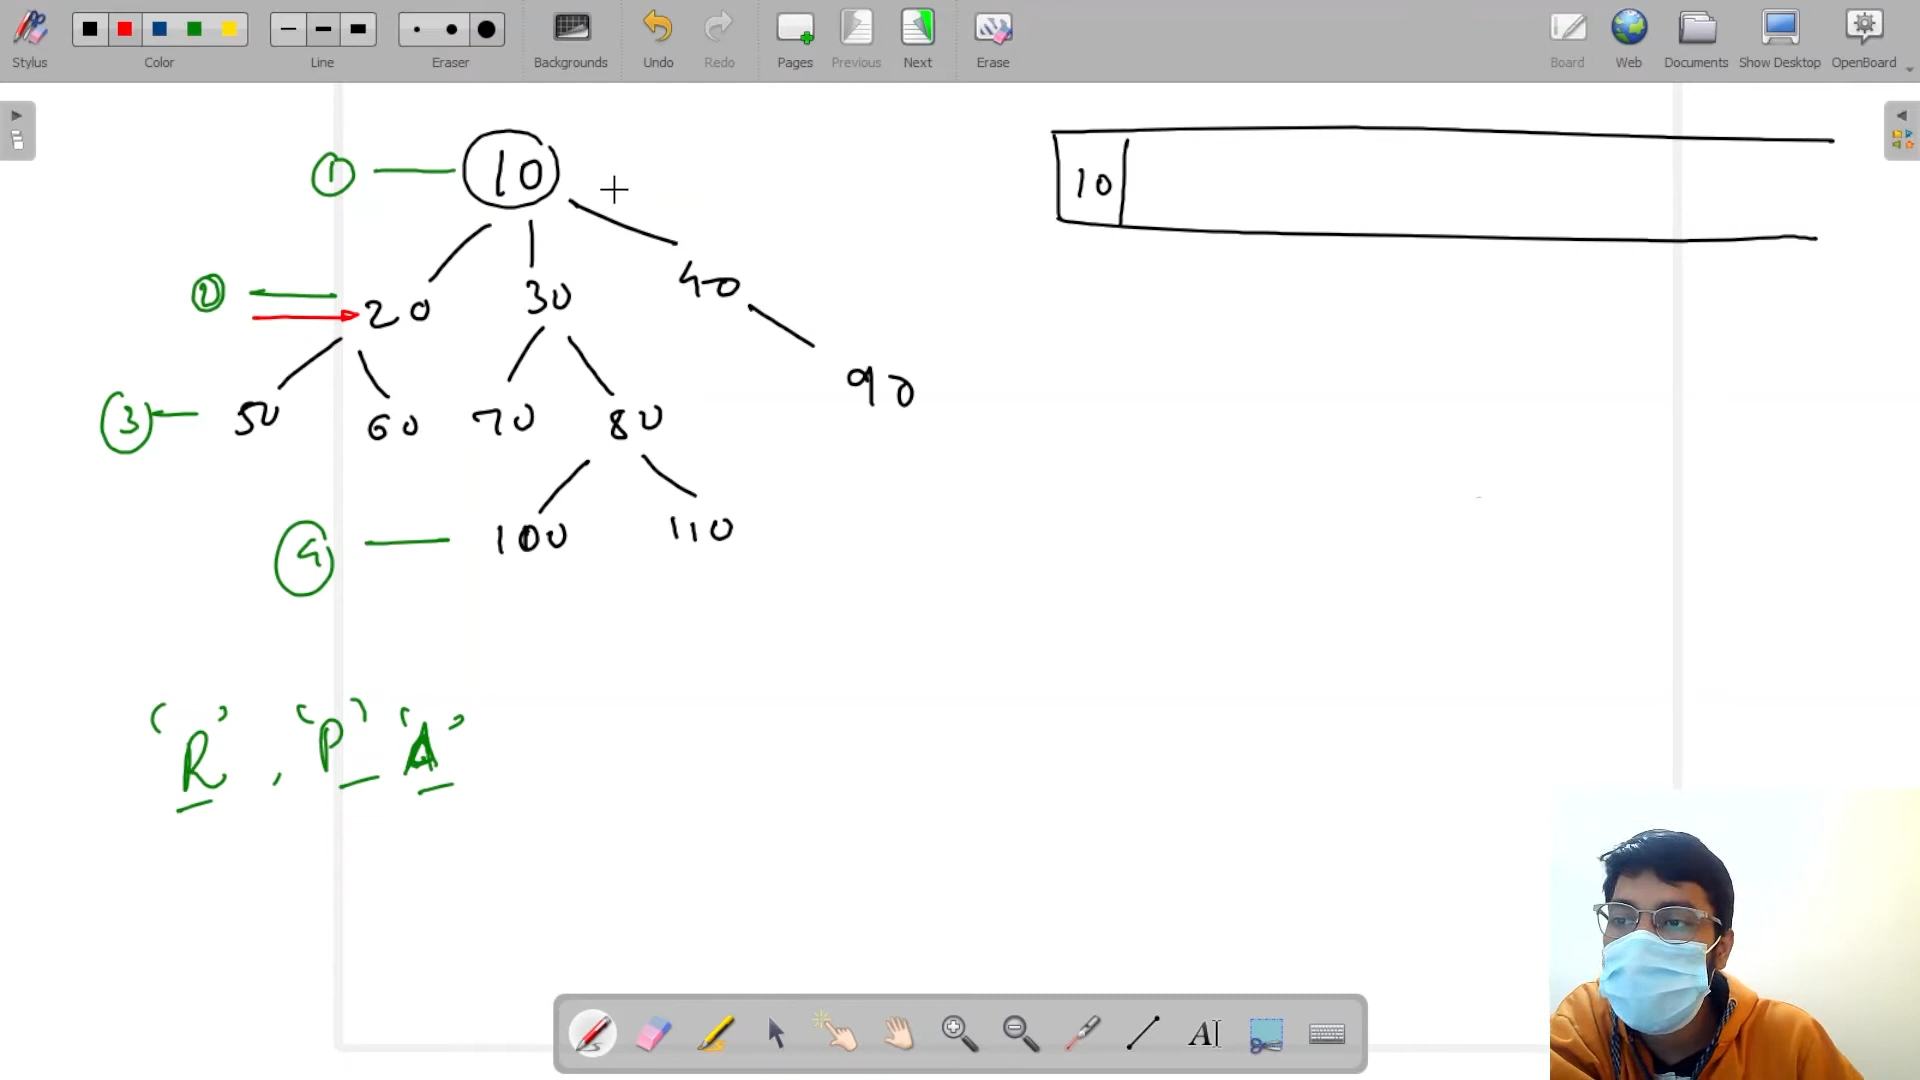 Stylus Color Line Eraser Backgrounds Undo Redo Pages Previous Next Erase Board Web Documents Show Desktop OpenBoard
1 10
10
2 20 30 40
3 50 60 70 80 90
4 100 110
'R', 'P' 'A'
A